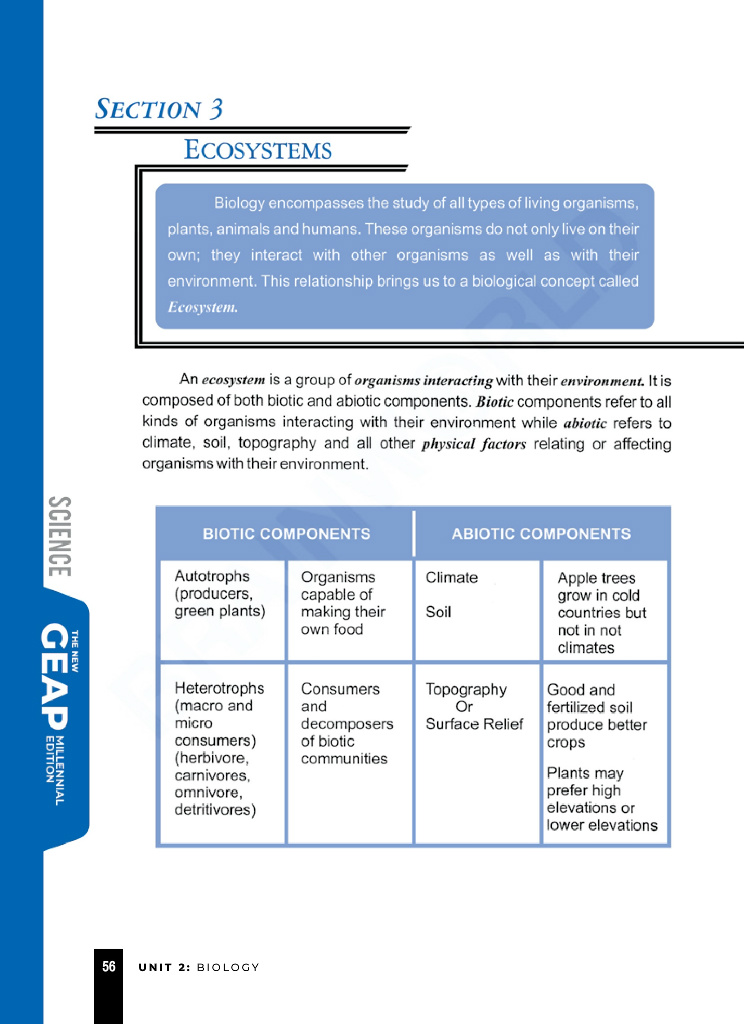 SECTION 3
ECOSYSTEMS
Biology encompasses the study of all types of living organisms,
plants, animals and humans. These organisms do not only live on their
own; they interact with other organisms as well as with their
environment. This relationship brings us to a biological concept called
Ecosystem.
An ecosystem is a group of organisms interacting with their environment. It is
composed of both biotic and abiotic components. Biotic components refer to all
kinds of organisms interacting with their environment while abiotic refers to
climate, soil, topography and all other physical factors relating or affecting
organisms with their environment.
BIOTIC COMPONENTS
ABIOTIC COMPONENTS
Autotrophs
(producers,
green plants)
Organisms
capable of
making their
own food
Climate
Soil
Apple trees
grow in cold
countries but
not in not
climates
Heterotrophs
(macro and
micro
consumers)
(herbivore,
carnivores,
omnivore,
detritivores)
Consumers
and
decomposers
of biotic
communities
Topography
Or
Surface Relief
Good and
fertilized soil
produce better
crops
Plants may
prefer high
elevations or
lower elevations
SCIENCE
THE NEW
GEAP
MILLENNIAL
EDITION
56
UNIT 2: BIOLOGY